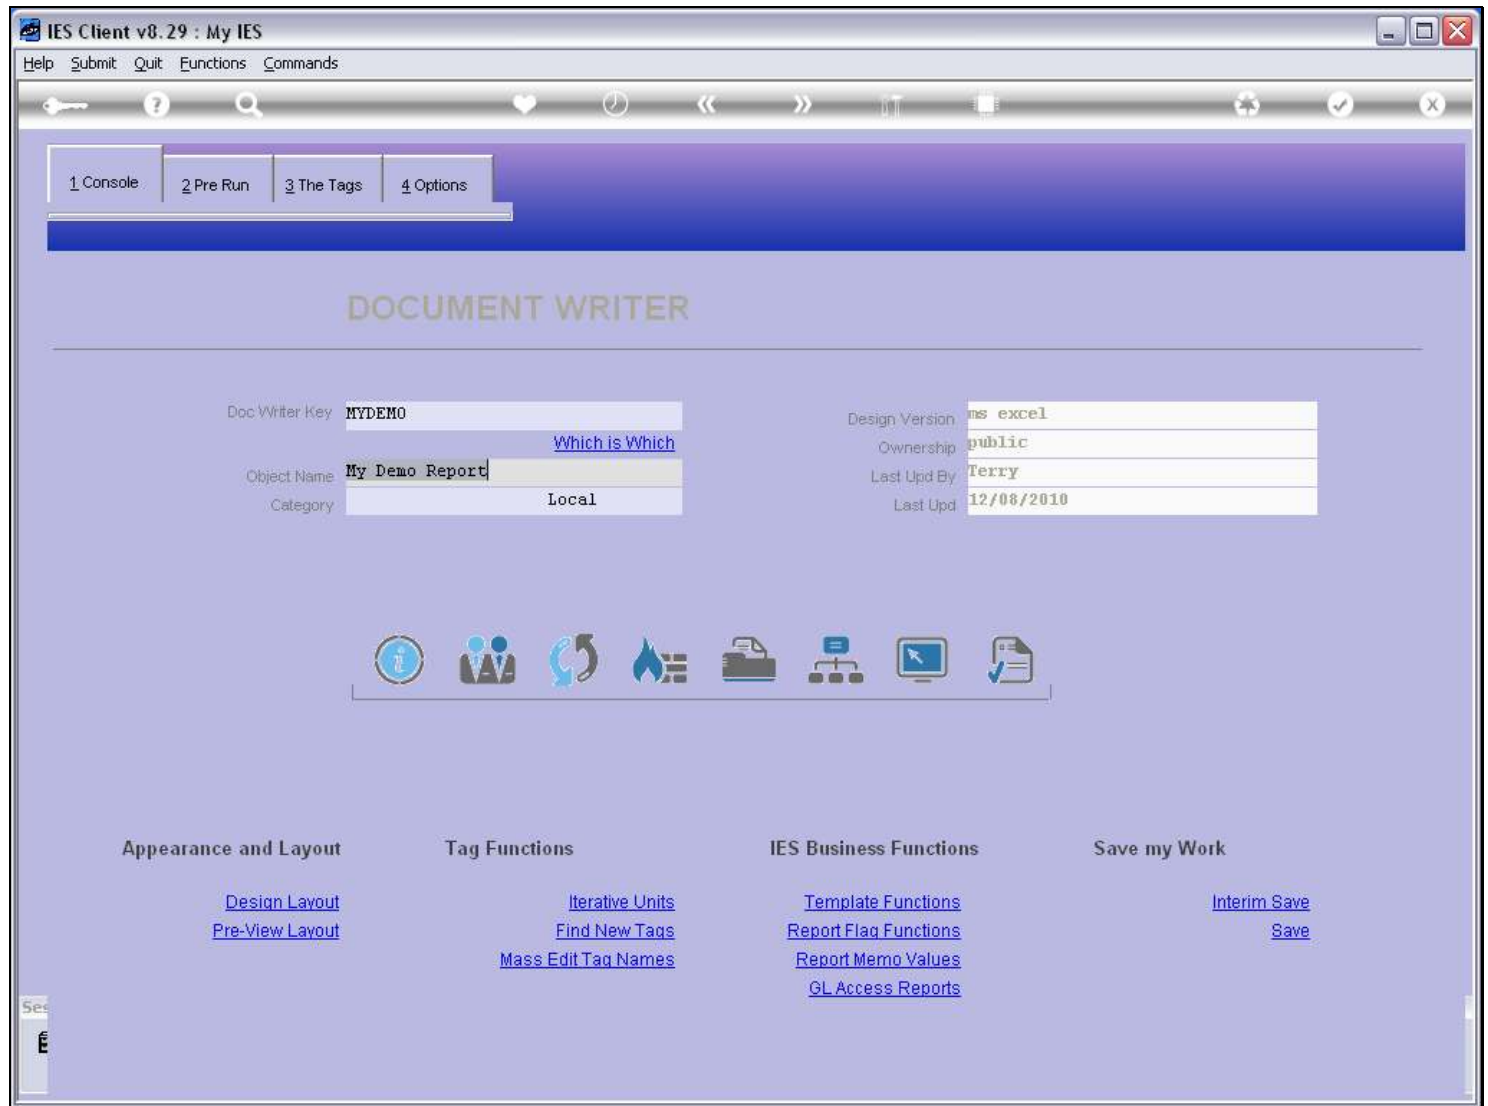 IES Client v8.29 : My IES
Help Submit Quit Functions Commands
1 Console 2 Pre Run 3 The Tags 4 Options
DOCUMENT WRITER
Doc Writer Key MYDEMO
Which is Which
Object Name My Demo Report
Category Local
Design Version ms excel
Ownership public
Last Upd By Terry
Last Upd 12/08/2010
Appearance and Layout
Design Layout
Pre-View Layout
Tag Functions
Iterative Units
Find New Tags
Mass Edit Tag Names
IES Business Functions
Template Functions
Report Flag Functions
Report Memo Values
GL Access Reports
Save my Work
Interim Save
Save